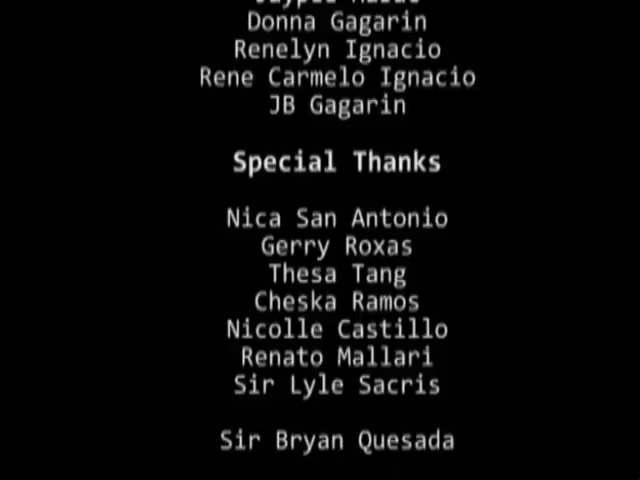 Donna Gagarin
Renelyn Ignacio
Rene Carmelo Ignacio
JB Gagarin
Special Thanks
Nica San Antonio
Gerry Roxas
Thesa Tang
Cheska Ramos
Nicolle Castillo
Renato Mallari
Sir Lyle Sacris
Sir Bryan Quesada